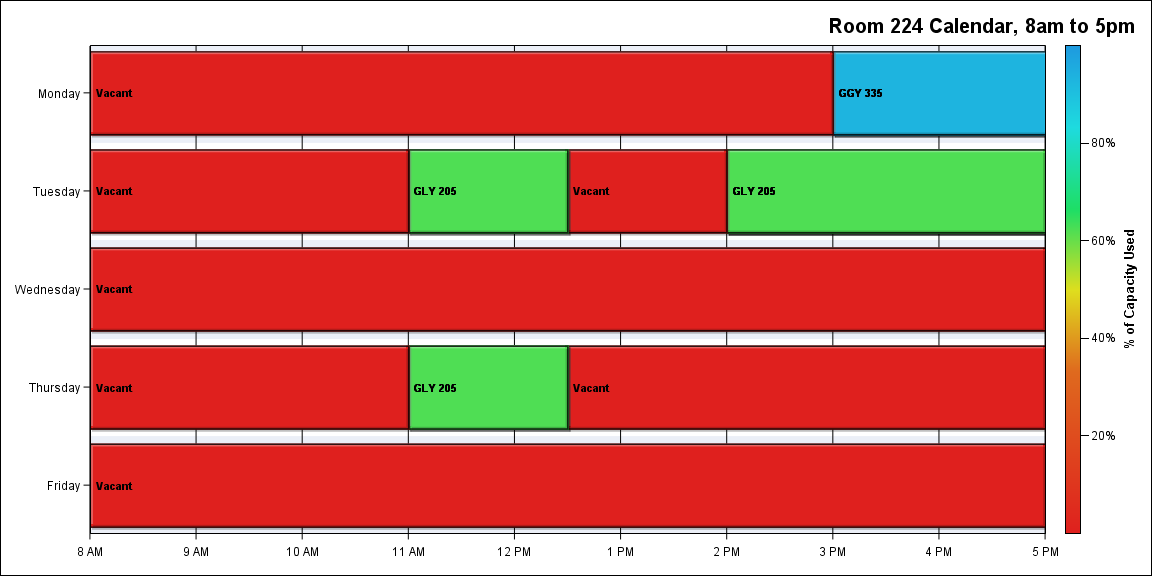 Room 224 Calendar, 8am to 5pm
Monday
Vacant
GGY 335
Tuesday
Vacant
GLY 205
Vacant
GLY 205
Wednesday
Vacant
Thursday
Vacant
GLY 205
Vacant
Friday
Vacant
8 AM
9 AM
10 AM
11 AM
12 PM
1 PM
2 PM
3 PM
4 PM
5 PM
80%
60%
40%
20%
% of Capacity Used